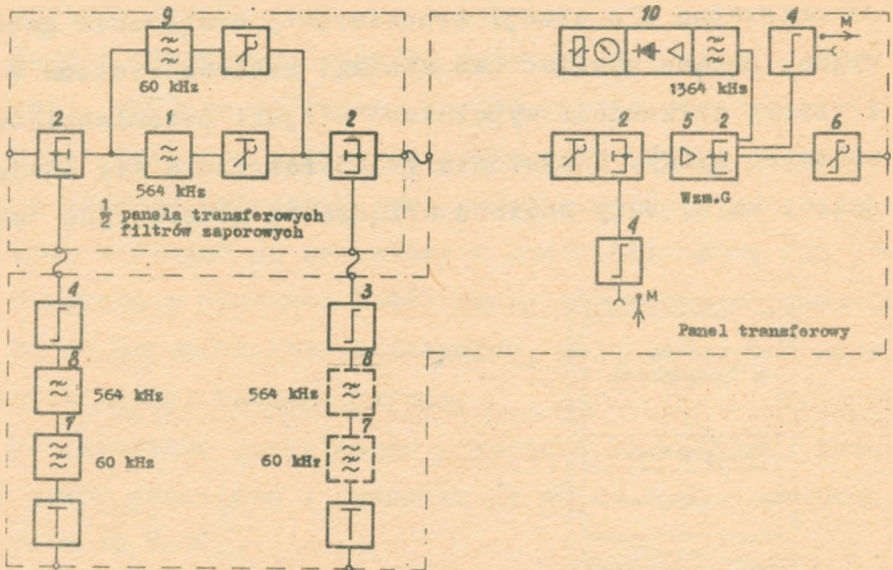 9
10
4
M
60 kHz
1364 kHs
2
1
2
2
5
2
6
564 kHz
Wzm.G
1/2 panela transferowych
filtrów zaporowych
4
M
Panel transferowy
4
3
8
8
564 kHz
564 kHz
7
7
60 kHz
60 kHz